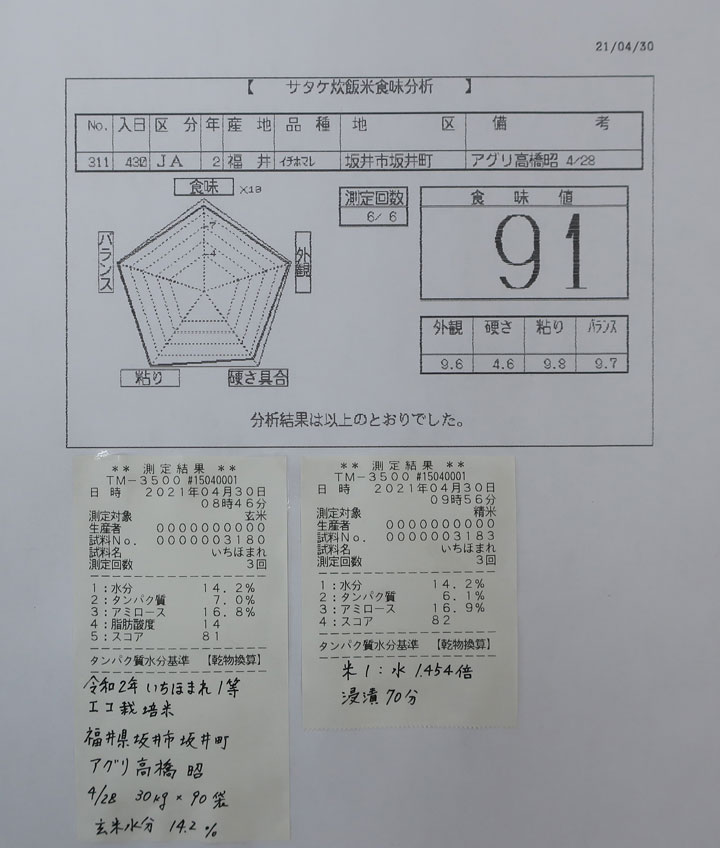 21/04/30
【 サタケ炊飯米食味分析 】
No. 入日 区分 年 産地 品種 地区 備考
311 430 JA 2 福井 イチホマレ 坂井市坂井町 アグリ高橋昭 4/28
食味 ×10
7
4
バランス
外観
粘り
硬さ具合
測定回数
6/ 6
食味値
91
外観 硬さ 粘り バランス
9.6 4.6 9.8 9.7
分析結果は以上のとおりでした。
** 測定結果 **
TM-3500 #15040001
日時 2021年04月30日
08時46分
測定対象 玄米
生産者 0000000000
試料No. 0000003180
試料名 いちほまれ
測定回数 3回
1:水分 14.2%
2:タンパク質 7.0%
3:アミロース 16.8%
4:脂肪酸度 14
5:スコア 81
タンパク質水分基準 【乾物換算】
令和2年 いちほまれ 1等
エコ栽培米
福井県坂井市坂井町
アグリ高橋 昭
4/28 30kg×90袋
玄米水分 14.2%
** 測定結果 **
TM-3500 #15040001
日時 2021年04月30日
09時56分
測定対象 精米
生産者 0000000000
試料No. 0000003183
試料名 いちほまれ
測定回数 3回
1:水分 14.2%
2:タンパク質 6.1%
3:アミロース 16.9%
4:スコア 82
タンパク質水分基準 【乾物換算】
米1:水1.454倍
浸漬70分